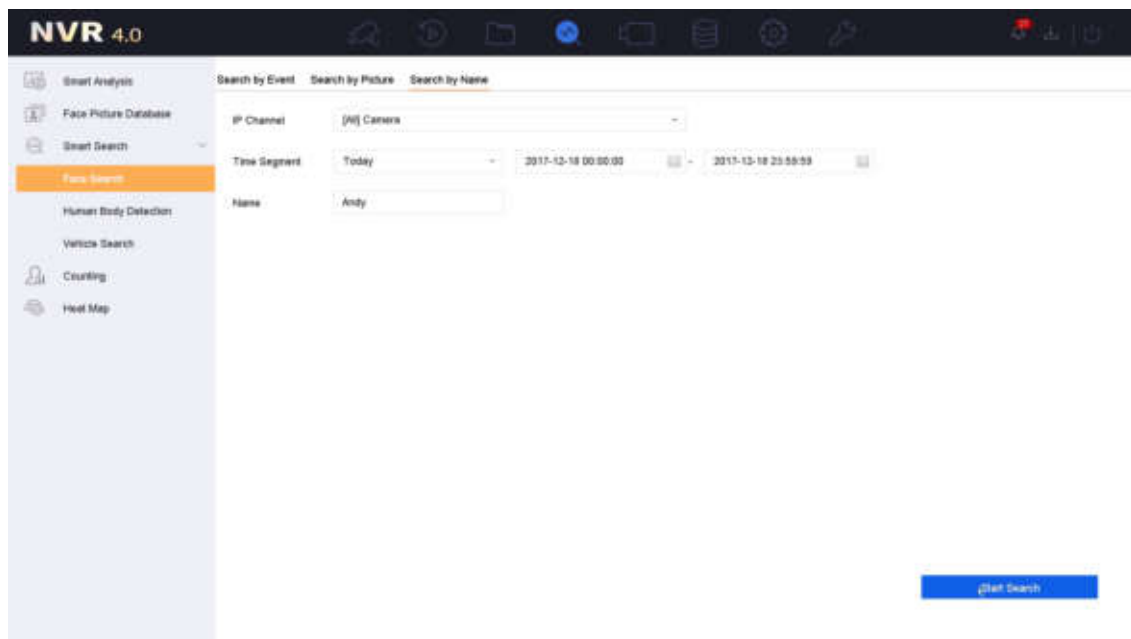 NVR 4.0
Smart Analysis
Face Picture Database
Smart Search
Face Search
Human Body Detection
Vehicle Search
Counting
Heat Map
Search by Event Search by Picture Search by Name
IP Channel [All] Camera
Time Segment Today 2017-12-18 00:00:00 - 2017-12-18 23:59:59
Name Andy
Start Search